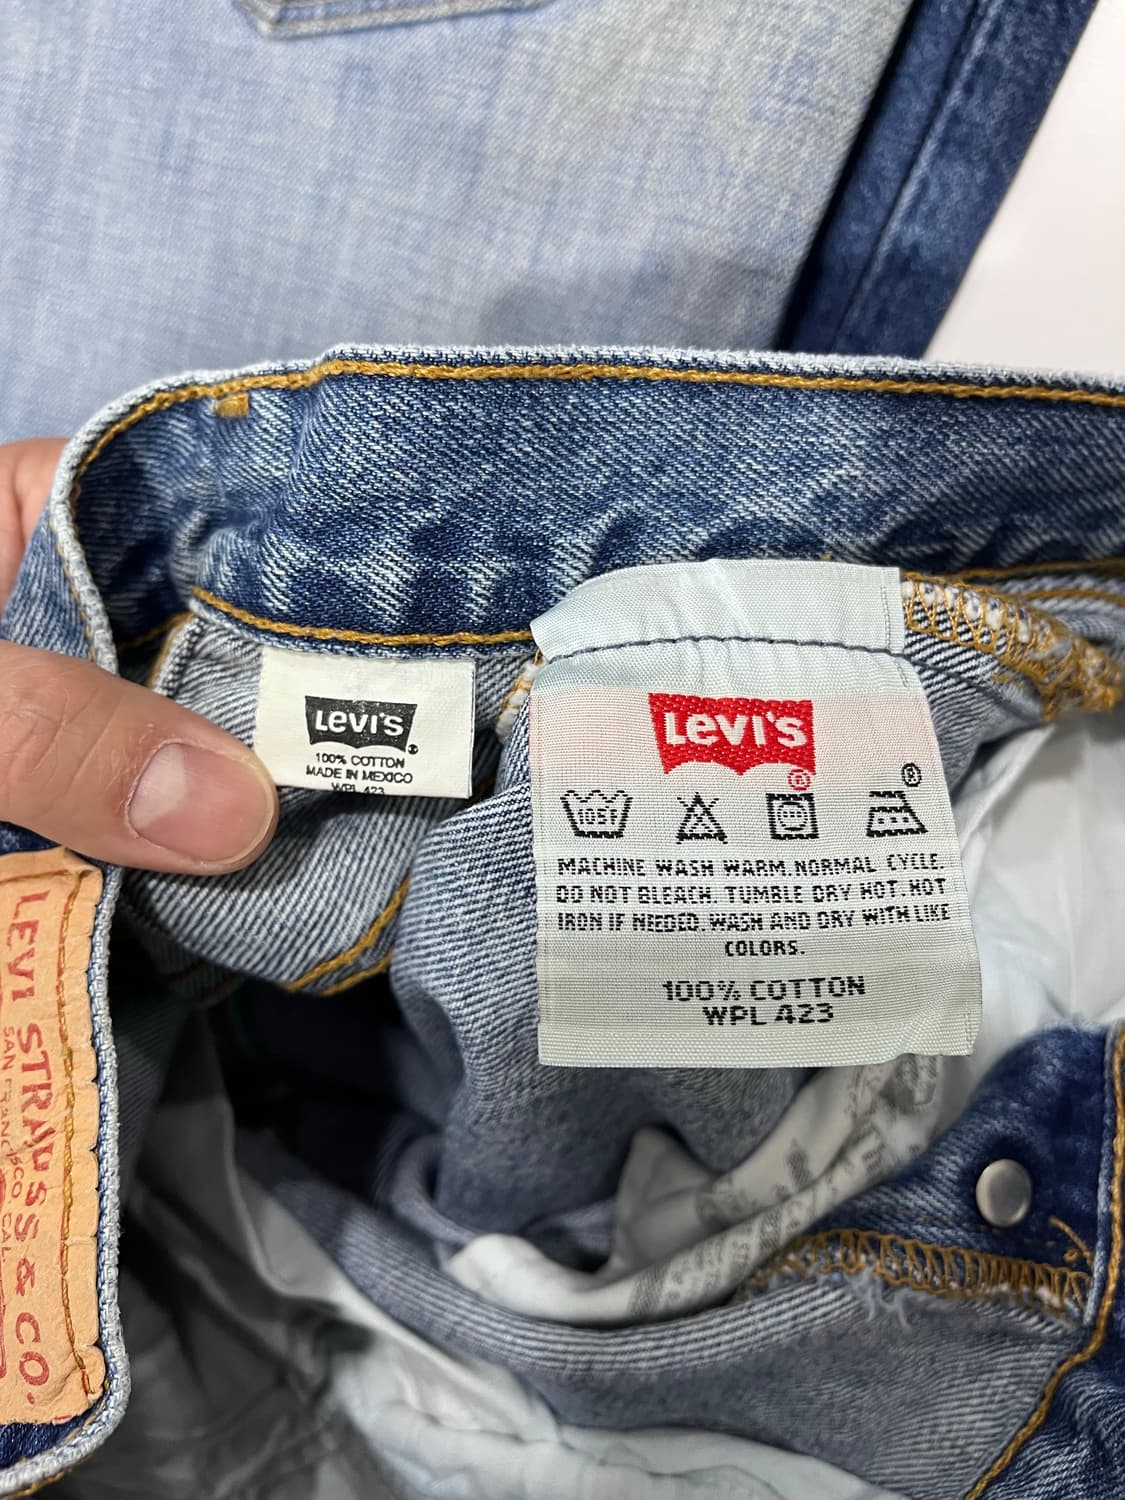 LEVI'S
®
100% COTTON
MADE IN MEXICO
WPL 423
LEVI'S
®
105F
®
MACHINE WASH WARM.NORMAL CYCLE.
DO NOT BLEACH. TUMBLE DRY HOT.HOT
IRON IF NEEDED. WASH AND DRY WITH LIKE
COLORS.
100% COTTON
WPL 423
LEVI STRAUSS & CO.
SAN FRANCISCO CAL.